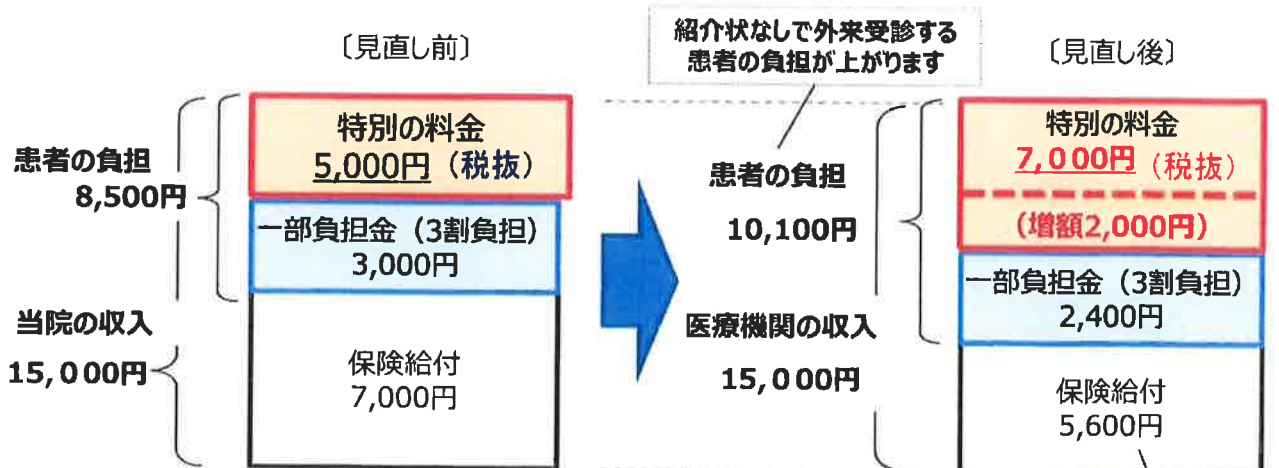 〔見直し前〕
特別の料金
5,000円（税抜）
患者の負担
8,500円
一部負担金（3割負担）
3,000円
当院の収入
15,000円
保険給付
7,000円
紹介状なしで外来受診する
患者の負担が上がります
〔見直し後〕
特別の料金
7,000円（税抜）
（増額2,000円）
患者の負担
10,100円
一部負担金（3割負担）
2,400円
医療機関の収入
15,000円
保険給付
5,600円